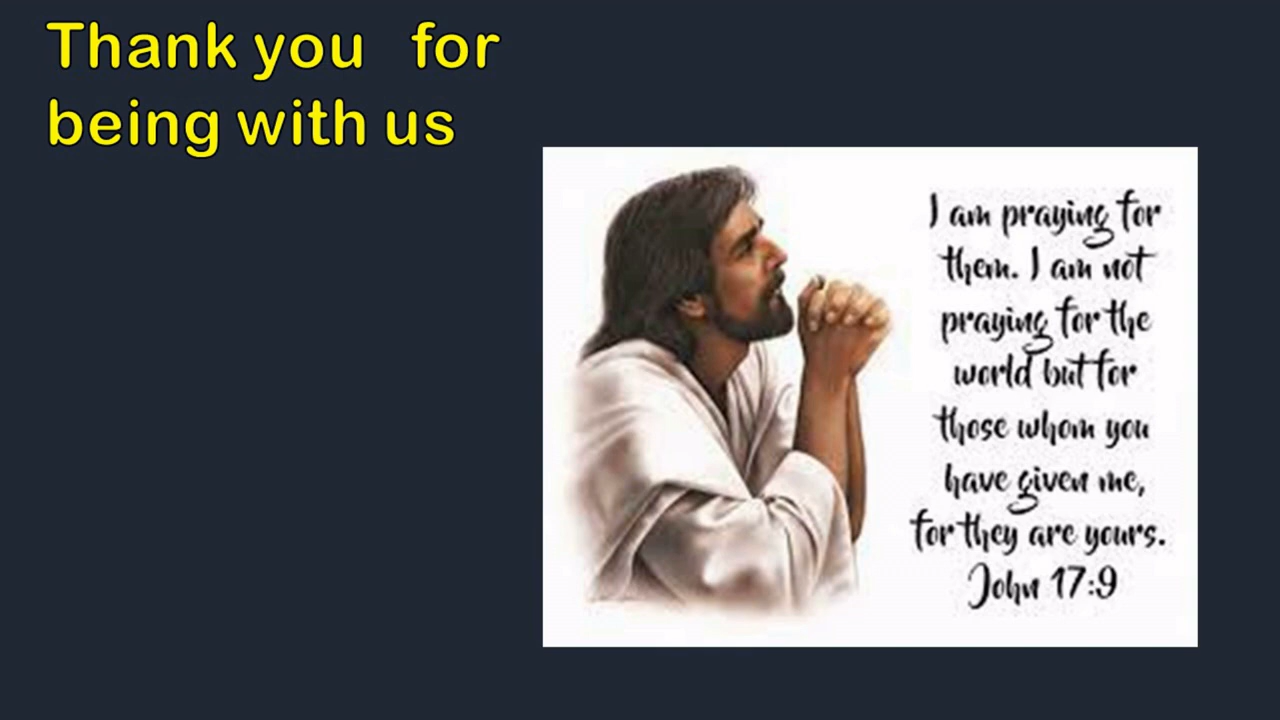 Thank you for
being with us
I am praying for
them. I am not
praying for the
world but for
those whom you
have given me,
for they are yours.
John 17:9